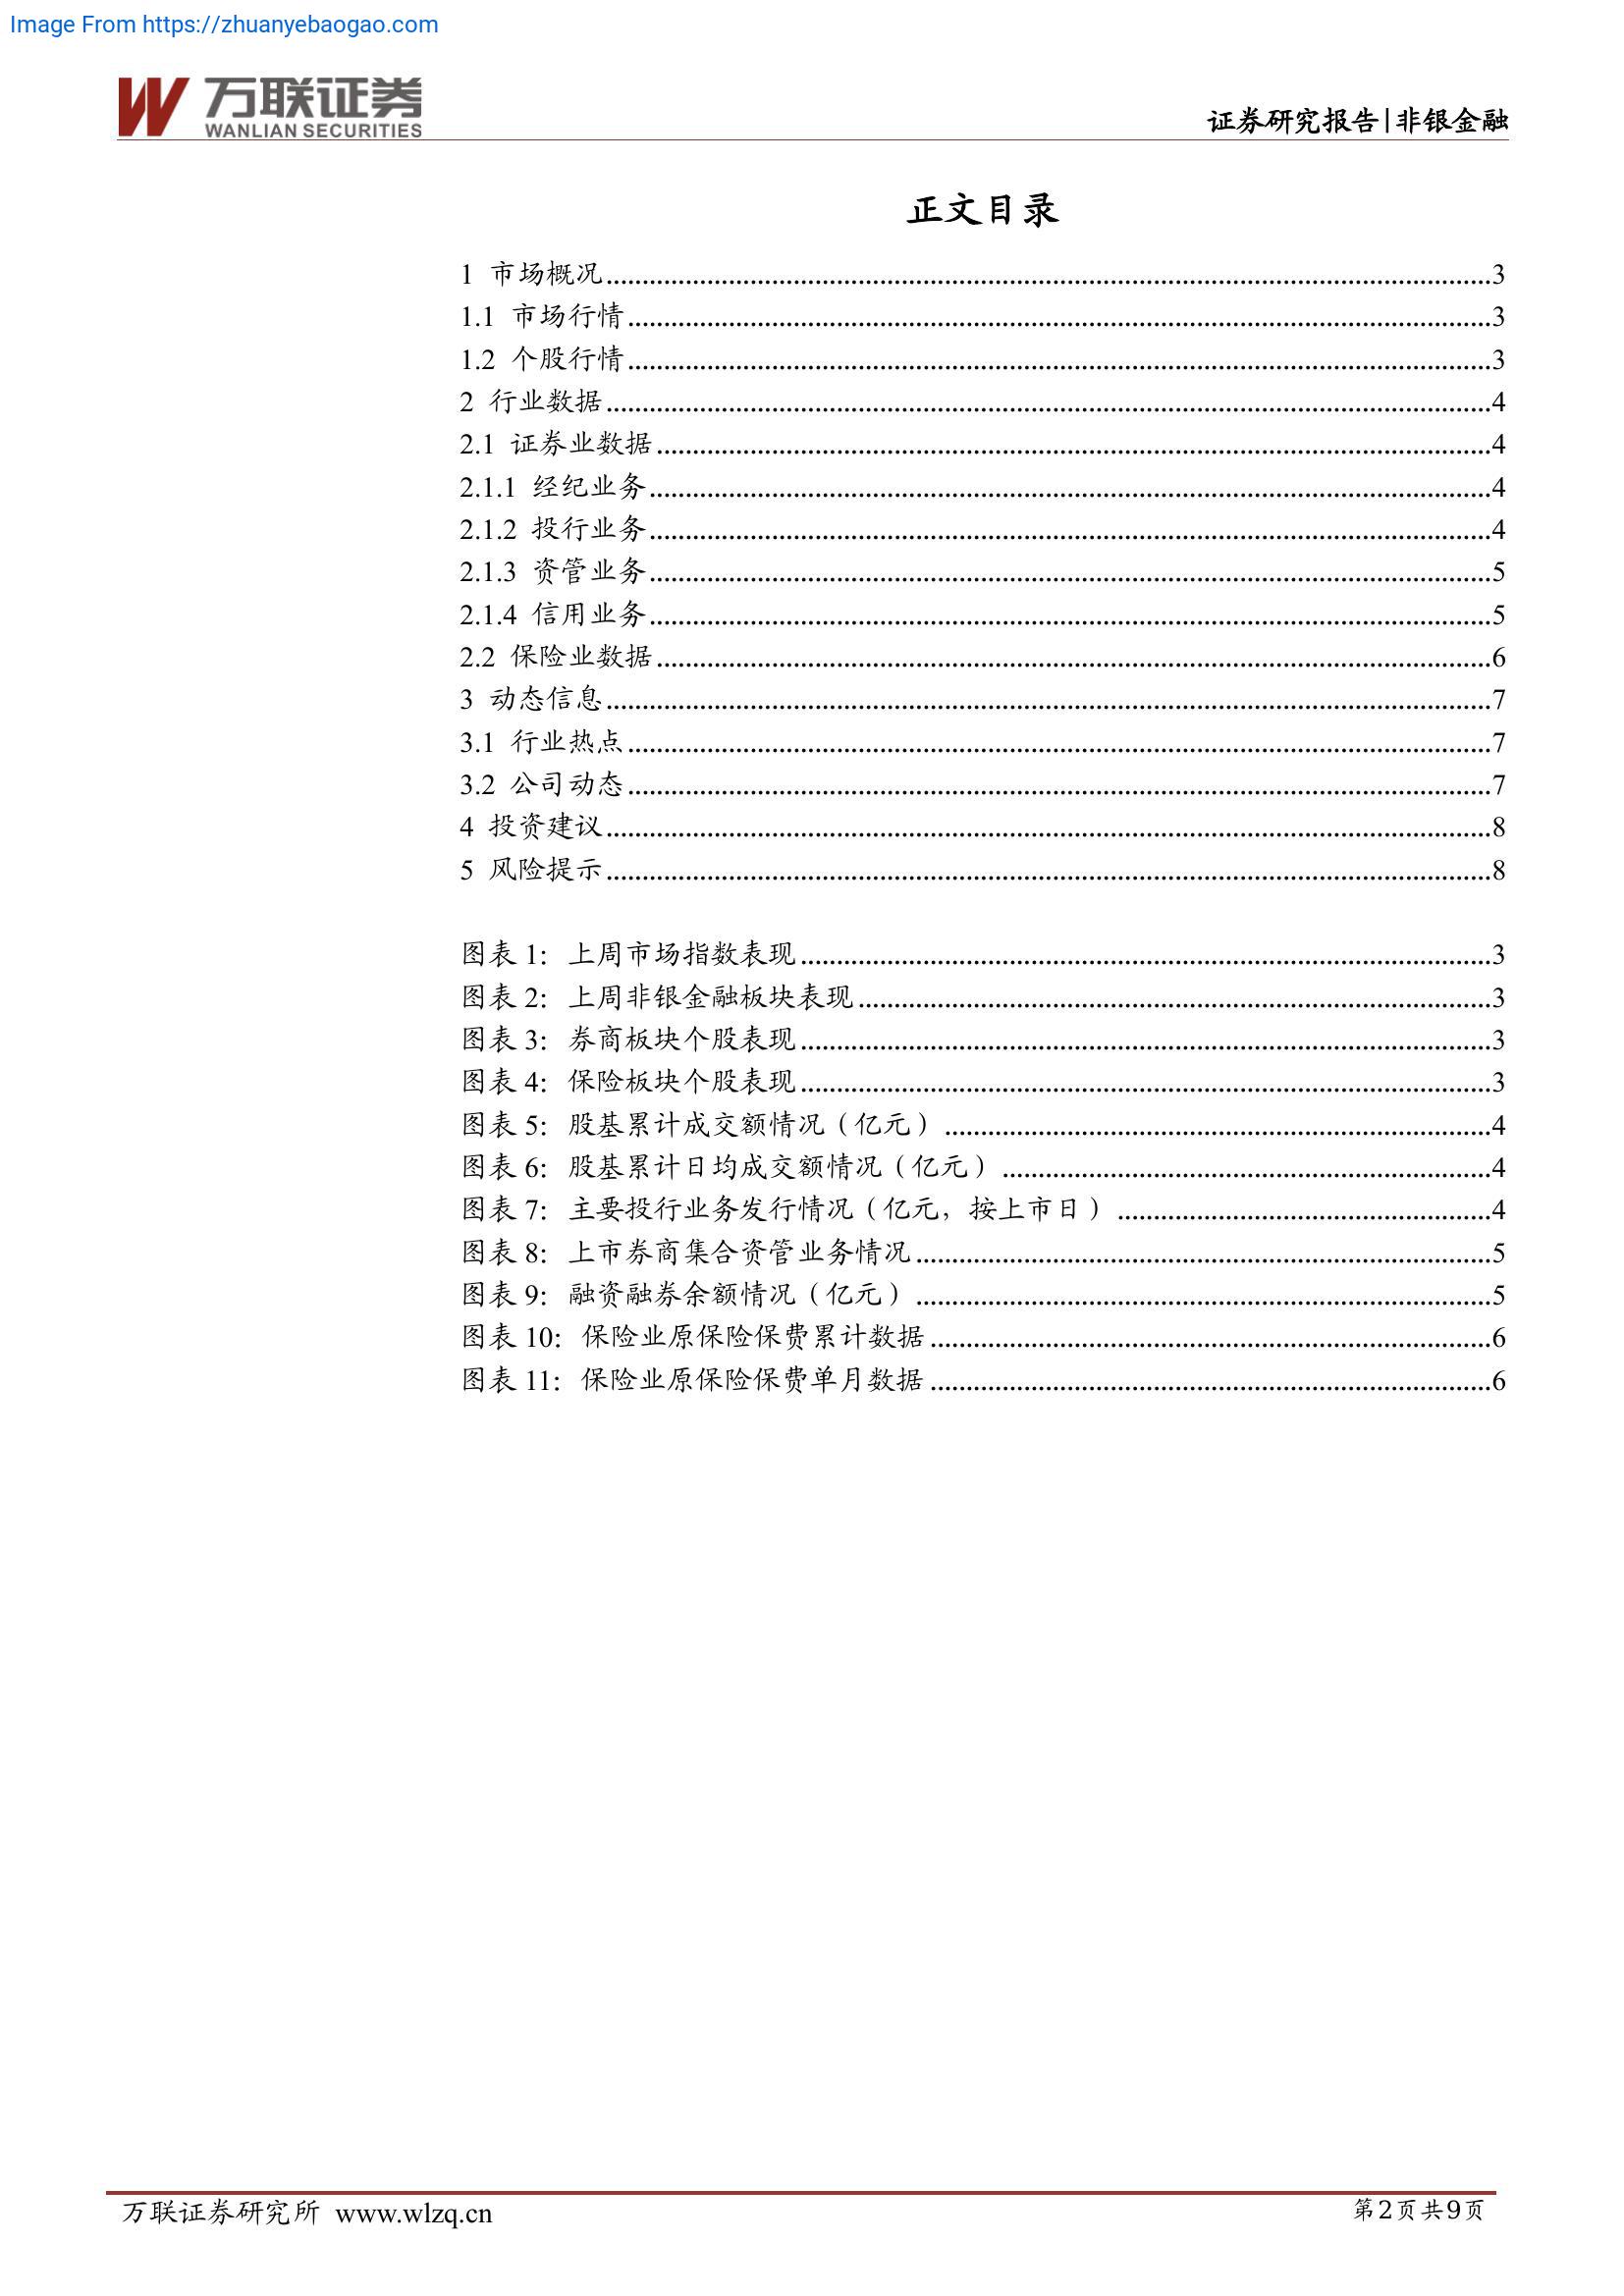 Image From https://zhuanyebaogao.com
万联证券
WANLIAN SECURITIES
证券研究报告|非银金融
正文目录
1 市场概况........................................3
1.1 市场行情........................................3
1.2 个股行情........................................3
2 行业数据........................................4
2.1 证券业数据........................................4
2.1.1 经纪业务........................................4
2.1.2 投行业务........................................4
2.1.3 资管业务........................................5
2.1.4 信用业务........................................5
2.2 保险业数据........................................6
3 动态信息........................................7
3.1 行业热点........................................7
3.2 公司动态........................................7
4 投资建议........................................8
5 风险提示........................................8
图表 1：上周市场指数表现........................................3
图表 2：上周非银金融板块表现........................................3
图表 3：券商板块个股表现........................................3
图表 4：保险板块个股表现........................................3
图表 5：股基累计成交额情况（亿元）........................................4
图表 6：股基累计日均成交额情况（亿元）........................................4
图表 7：主要投行业务发行情况（亿元，按上市日）........................................4
图表 8：上市券商集合资管业务情况........................................5
图表 9：融资融券余额情况（亿元）........................................5
图表 10：保险业原保险保费累计数据........................................6
图表 11：保险业原保险保费单月数据........................................6
万联证券研究所 www.wlzq.cn
第2页共9页